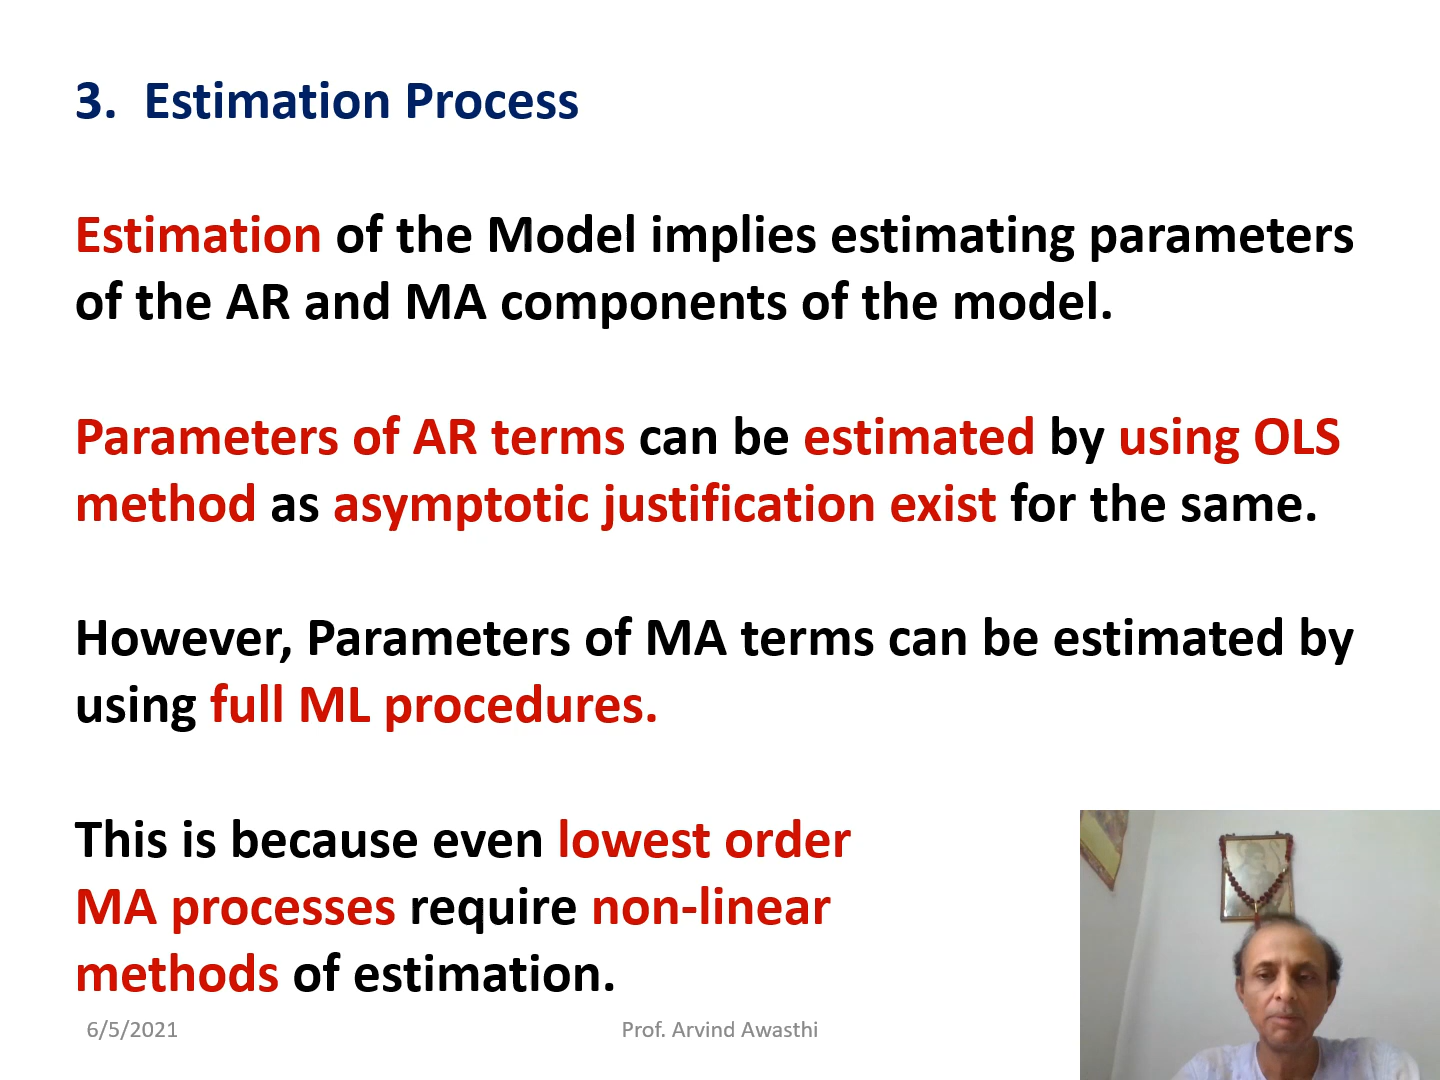 3. Estimation Process
Estimation of the Model implies estimating parameters
of the AR and MA components of the model.
Parameters of AR terms can be estimated by using OLS
method as asymptotic justification exist for the same.
However, Parameters of MA terms can be estimated by
using full ML procedures.
This is because even lowest order
MA processes require non-linear
methods of estimation.
6/5/2021
Prof. Arvind Awasthi